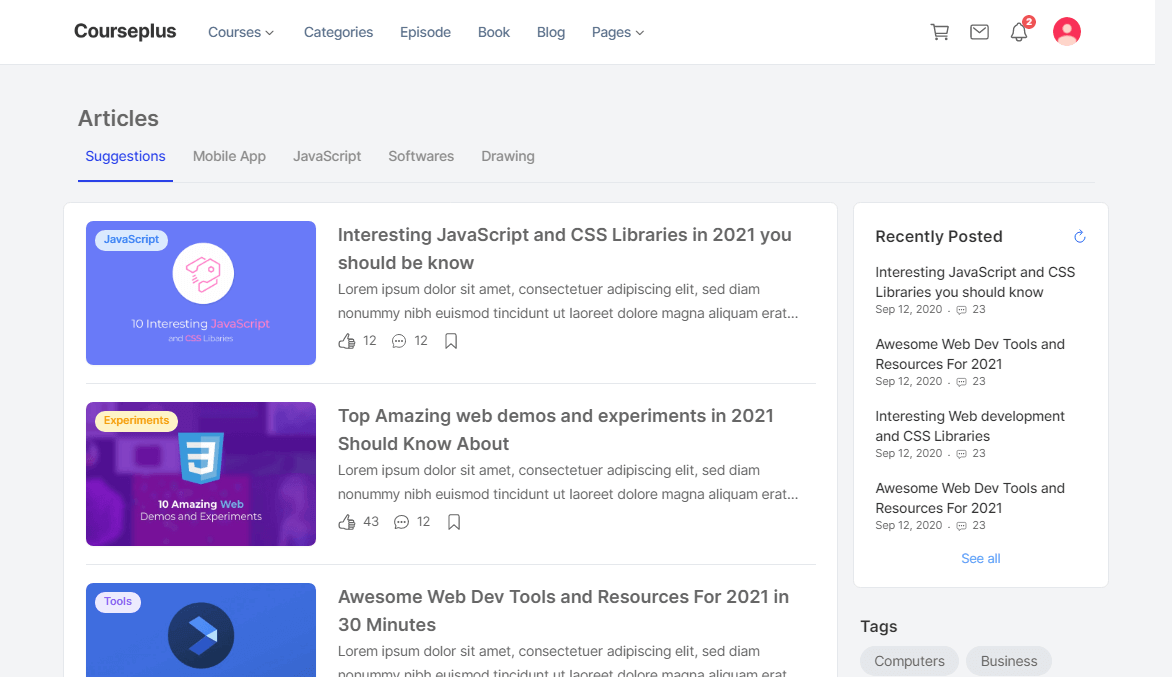 Courseplus
Courses
Categories
Episode
Book
Blog
Pages
2
Articles
Suggestions
Mobile App
JavaScript
Softwares
Drawing
JavaScript
10 Interesting JavaScript
and CSS Libaries
Interesting JavaScript and CSS Libraries in 2021 you
should be know
Lorem ipsum dolor sit amet, consectetuer adipiscing elit, sed diam
nonummy nibh euismod tincidunt ut laoreet dolore magna aliquam erat...
12
12
Experiments
3
10 Amazing Web
Demos and Experiments
Top Amazing web demos and experiments in 2021
Should Know About
Lorem ipsum dolor sit amet, consectetuer adipiscing elit, sed diam
nonummy nibh euismod tincidunt ut laoreet dolore magna aliquam erat...
43
12
Tools
Awesome Web Dev Tools and Resources For 2021 in
30 Minutes
Lorem ipsum dolor sit amet, consectetuer adipiscing elit, sed diam
nonummy nibh euismod tincidunt ut laoreet dolore magna aliquam erat...
Recently Posted
Interesting JavaScript and CSS
Libraries you should know
Sep 12, 2020 . 23
Awesome Web Dev Tools and
Resources For 2021
Sep 12, 2020 . 23
Interesting Web development
and CSS Libraries
Sep 12, 2020 . 23
Awesome Web Dev Tools and
Resources For 2021
Sep 12, 2020 . 23
See all
Tags
Computers
Business